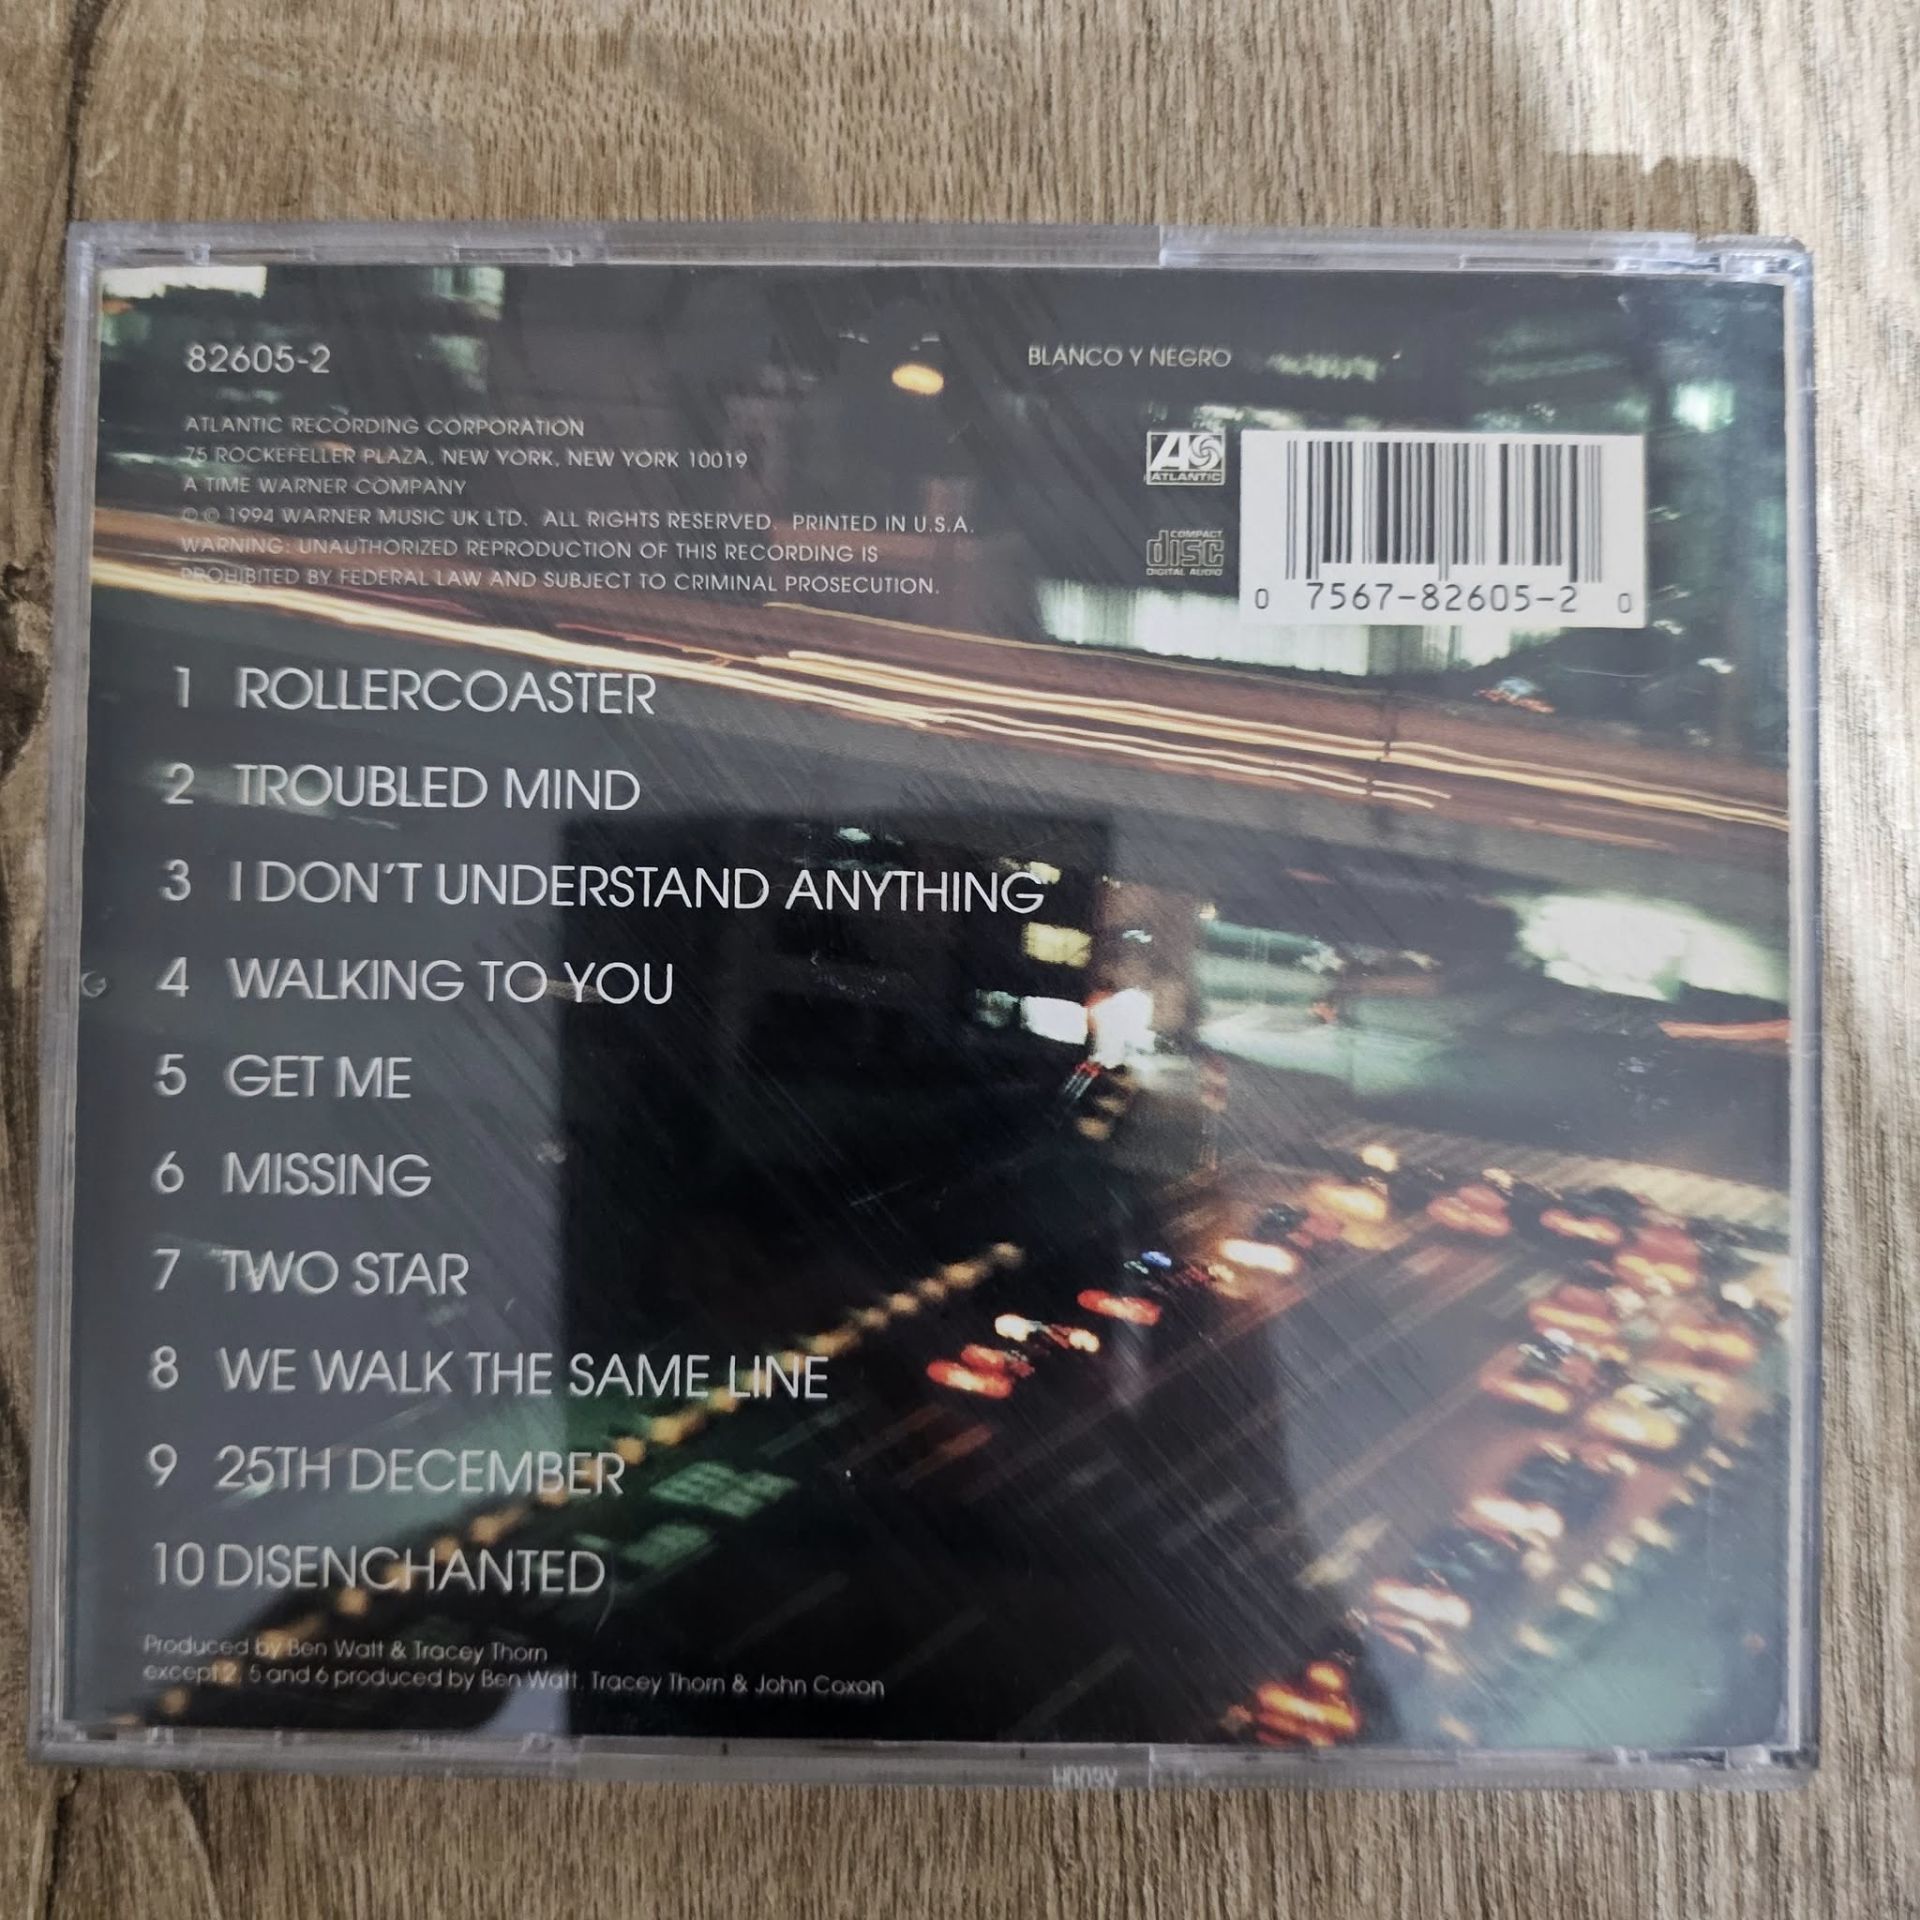 82605-2
BLANCO Y NEGRO
ATLANTIC RECORDING CORPORATION
75 ROCKEFELLER PLAZA, NEW YORK, NEW YORK 10019
A TIME WARNER COMPANY
℗ © 1994 WARNER MUSIC UK LTD. ALL RIGHTS RESERVED. PRINTED IN U.S.A.
WARNING: UNAUTHORIZED REPRODUCTION OF THIS RECORDING IS
PROHIBITED BY FEDERAL LAW AND SUBJECT TO CRIMINAL PROSECUTION.
ATLANTIC
COMPACT
disc
DIGITAL AUDIO
0 7567-82605-2 0
1 ROLLERCOASTER
2 TROUBLED MIND
3 I DON'T UNDERSTAND ANYTHING
4 WALKING TO YOU
5 GET ME
6 MISSING
7 TWO STAR
8 WE WALK THE SAME LINE
9 25TH DECEMBER
10 DISENCHANTED
Produced by Ben Watt & Tracey Thorn
except 2, 5 and 6 produced by Ben Watt, Tracey Thorn & John Coxon